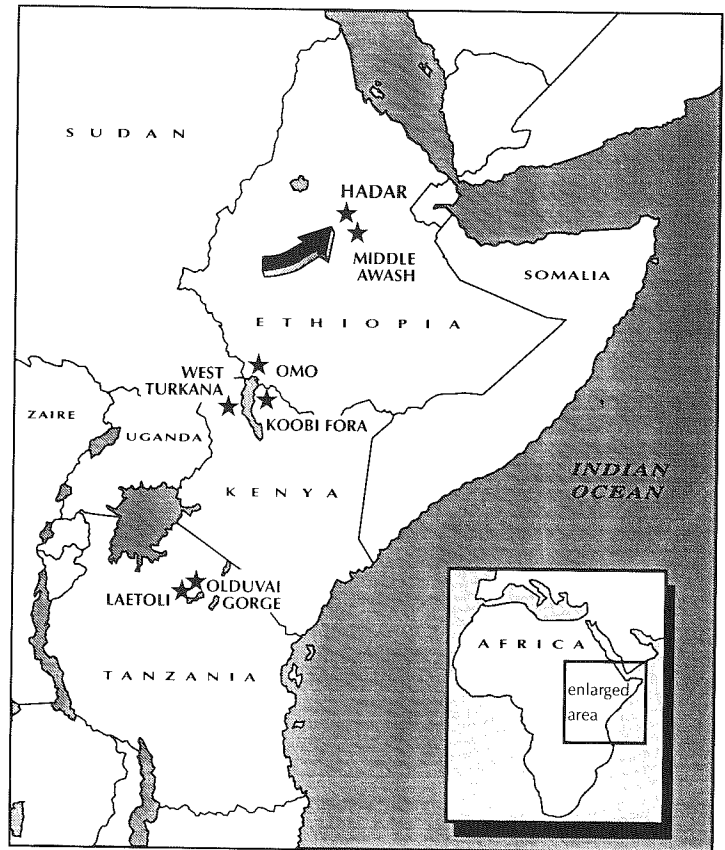 SUDAN
HADAR
MIDDLE
AWASH
SOMALIA
ETHIOPIA
WEST
TURKANA
OMO
KOOBI FORA
ZAIRE
UGANDA
KENYA
INDIAN
OCEAN
LAETOLI
OLDUVAI
GORGE
TANZANIA
AFRICA
enlarged
area